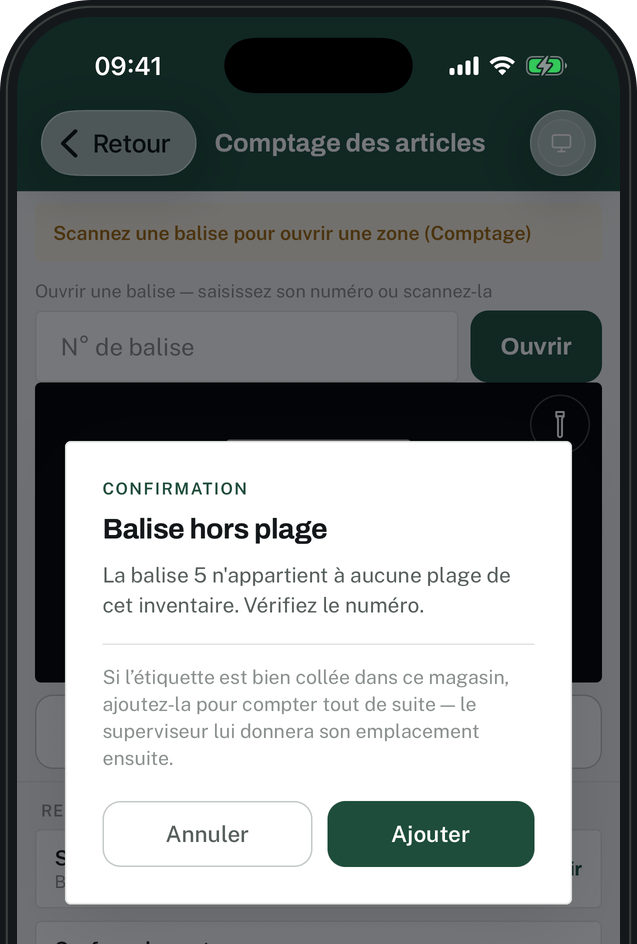 09:41
Retour
Comptage des articles
Scannez une balise pour ouvrir une zone (Comptage)
Ouvrir une balise — saisissez son numéro ou scannez-la
N° de balise
Ouvrir
CONFIRMATION
Balise hors plage
La balise 5 n'appartient à aucune plage de
cet inventaire. Vérifiez le numéro.
Si l’étiquette est bien collée dans ce magasin,
ajoutez-la pour compter tout de suite — le
superviseur lui donnera son emplacement
ensuite.
Annuler
Ajouter